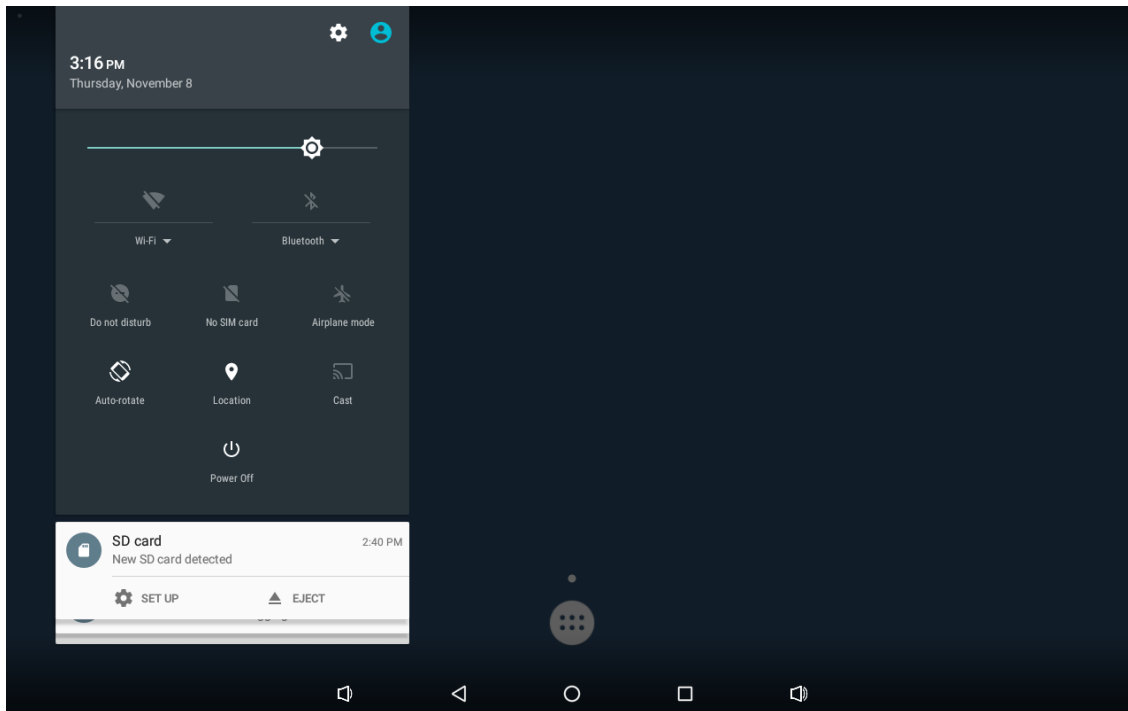 3:16 PM
Thursday, November 8
Wi-Fi
Bluetooth
Do not disturb
No SIM card
Airplane mode
Auto-rotate
Location
Cast
Power Off
SD card
2:40 PM
New SD card detected
SET UP
EJECT